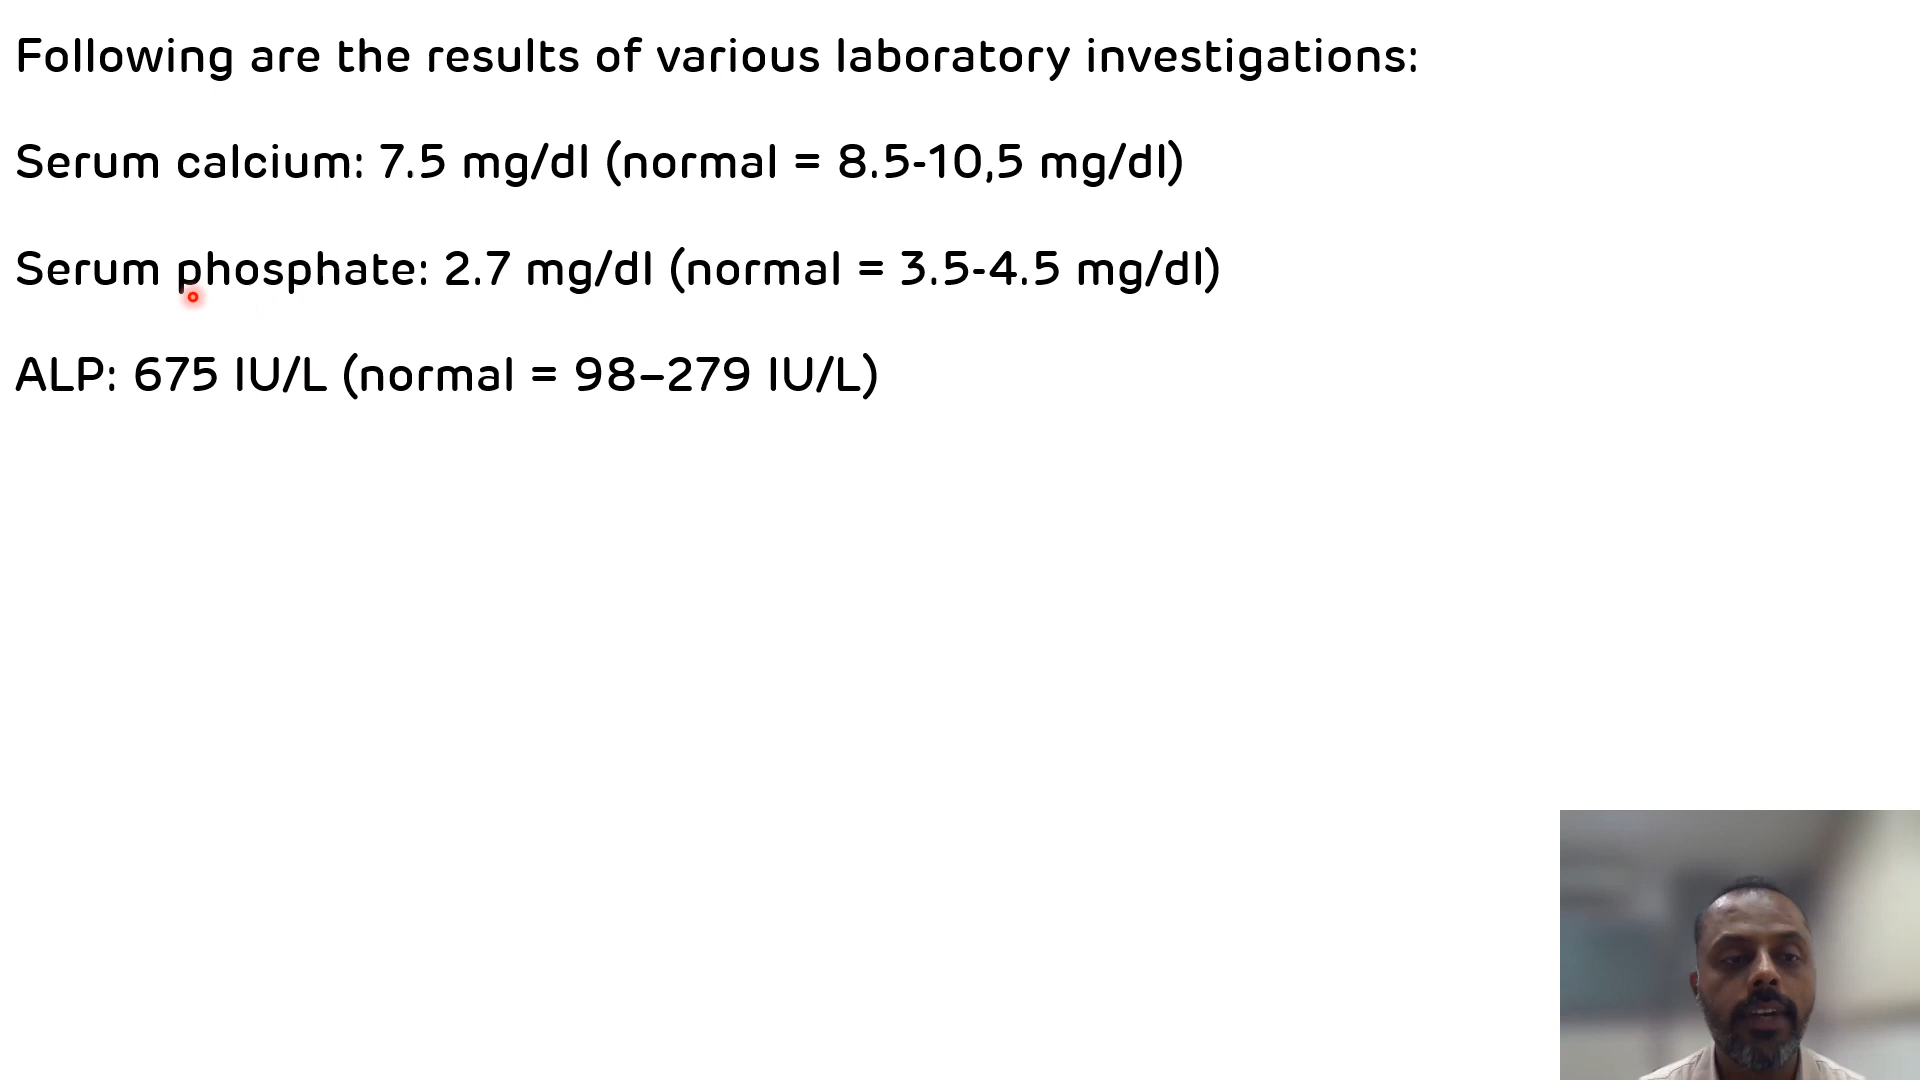 Following are the results of various laboratory investigations:
Serum calcium: 7.5 mg/dl (normal = 8.5-10,5 mg/dl)
Serum phosphate: 2.7 mg/dl (normal = 3.5-4.5 mg/dl)
ALP: 675 IU/L (normal = 98–279 IU/L)